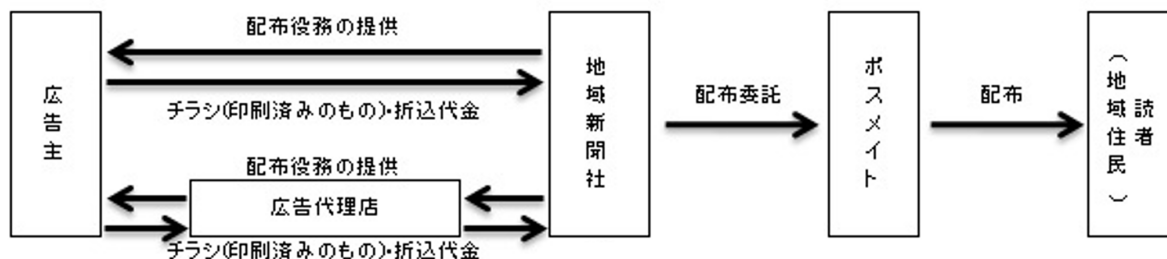 広告主
配布役務の提供
チラシ(印刷済みのもの)・折込代金
配布役務の提供
広告代理店
チラシ(印刷済みのもの)・折込代金
地域新聞社
配布委託
ポスメイト
配布
読者
(地域住民)